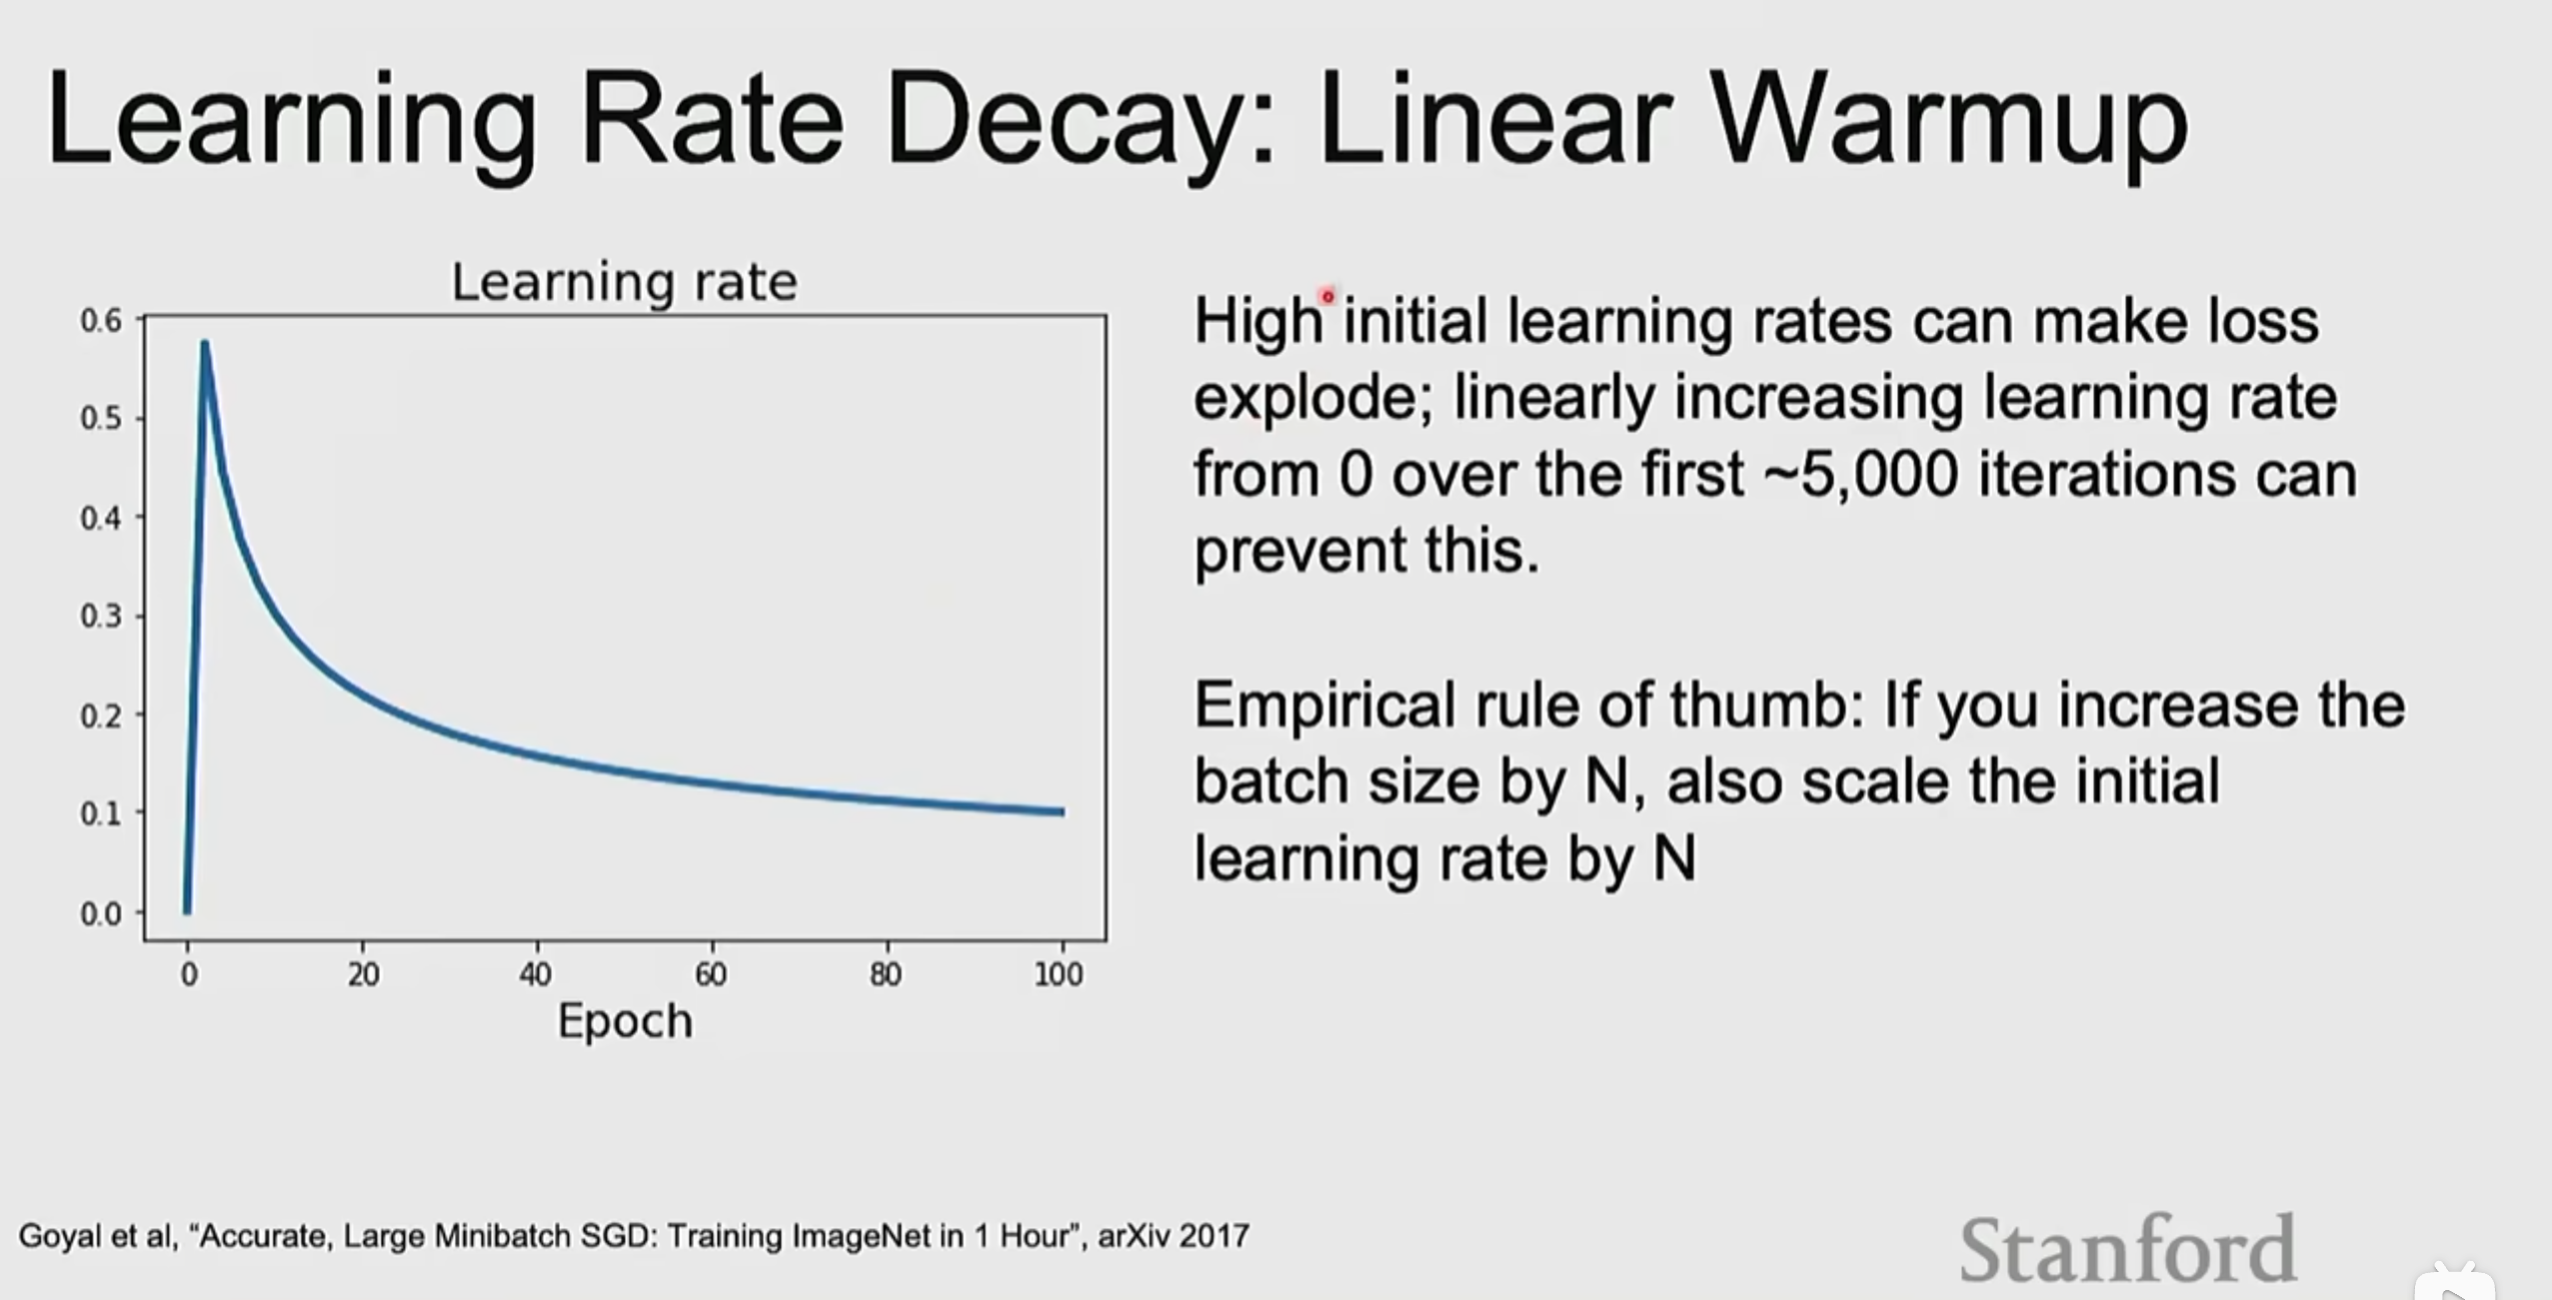 Learning Rate Decay: Linear Warmup
Learning rate
0.6
0.5
0.4
0.3
0.2
0.1
0.0
0 20 40 60 80 100
Epoch
High initial learning rates can make loss
explode; linearly increasing learning rate
from 0 over the first ~5,000 iterations can
prevent this.
Empirical rule of thumb: If you increase the
batch size by N, also scale the initial
learning rate by N
Goyal et al, “Accurate, Large Minibatch SGD: Training ImageNet in 1 Hour”, arXiv 2017
Stanford